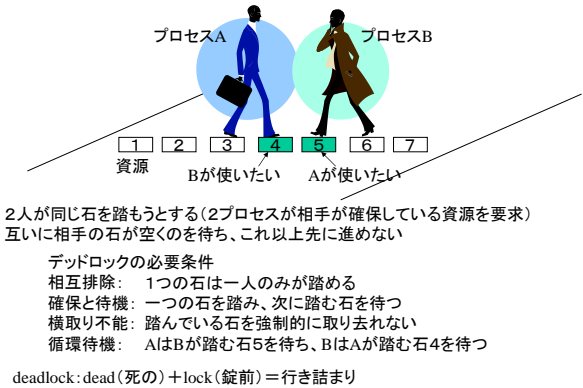 プロセスA
プロセスB
1 2 3 4 5 6 7
資源
Bが使いたい
Aが使いたい
２人が同じ石を踏もうとする（２プロセスが相手が確保している資源を要求）
互いに相手の石が空くのを待ち、これ以上先に進めない
デッドロックの必要条件
相互排除： １つの石は一人のみが踏める
確保と待機： 一つの石を踏み、次に踏む石を待つ
横取り不能： 踏んでいる石を強制的に取り去れない
循環待機： AはBが踏む石５を待ち、BはAが踏む石４を待つ
deadlock：dead（死の）＋lock（錠前）＝行き詰まり